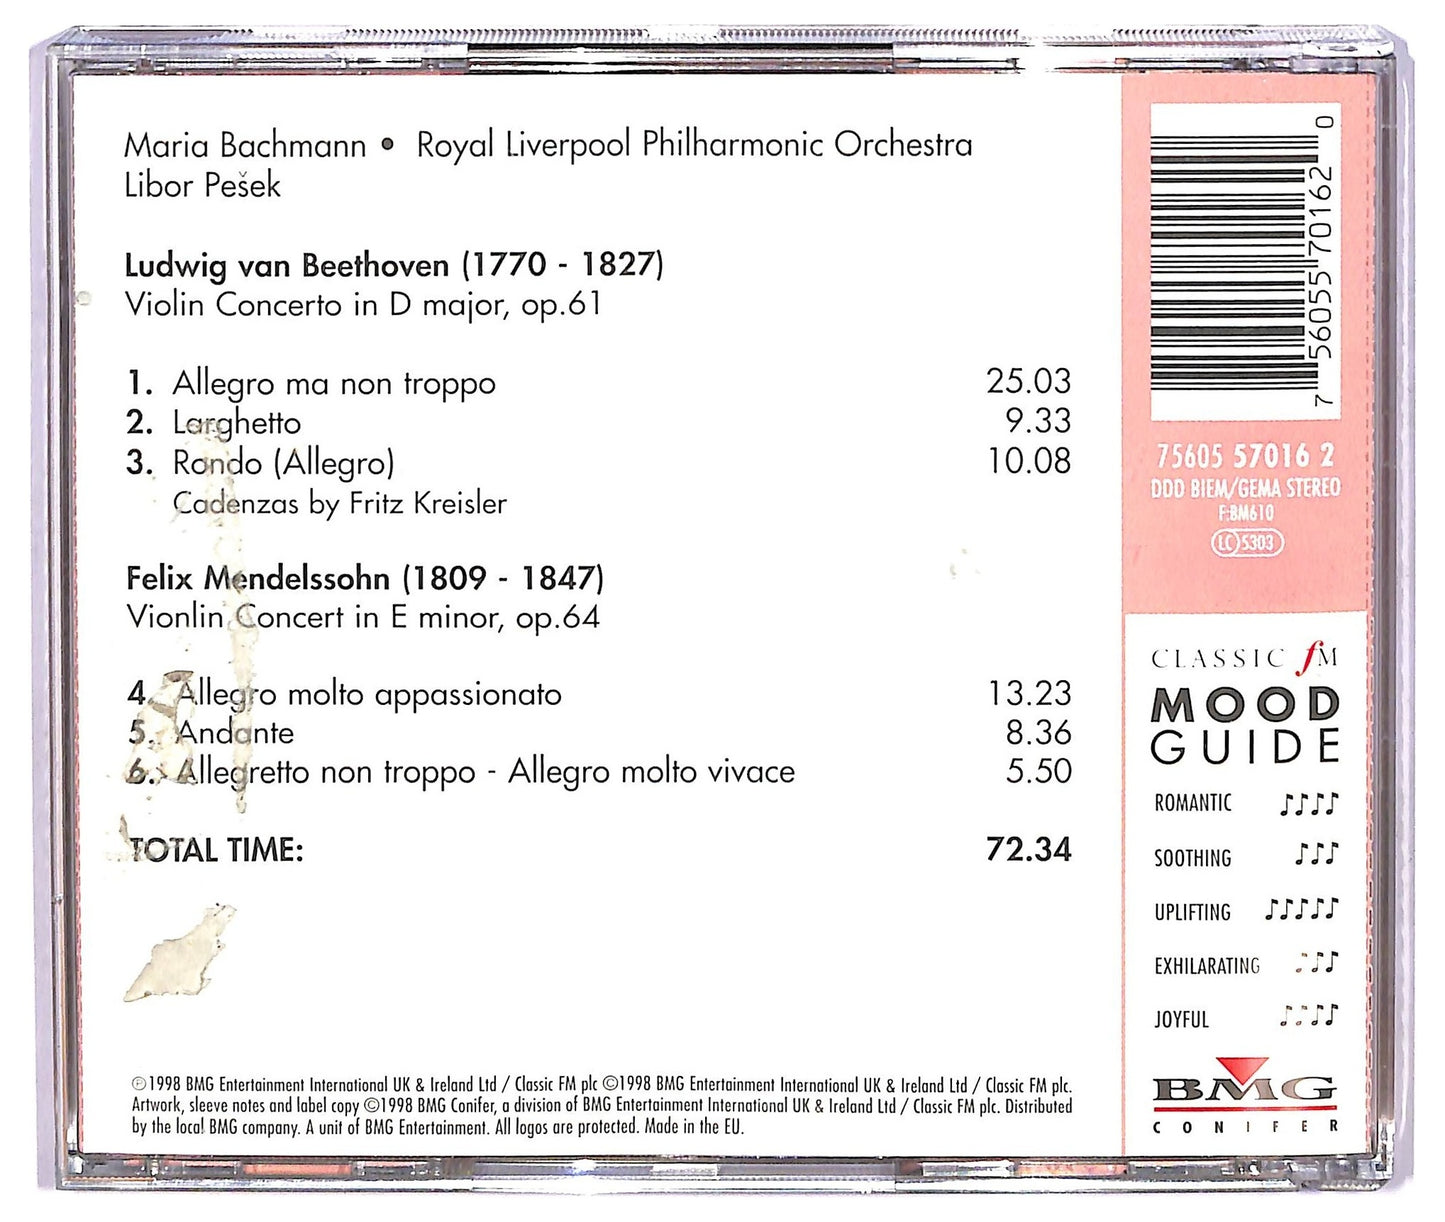 Maria Bachmann • Royal Liverpool Philharmonic Orchestra
Libor Pešek
Ludwig van Beethoven (1770 - 1827)
Violin Concerto in D major, op.61
1. Allegro ma non troppo 25.03
2. Larghetto 9.33
3. Rondo (Allegro) 10.08
Cadenzas by Fritz Kreisler
Felix Mendelssohn (1809 - 1847)
Vionlin Concert in E minor, op.64
4. Allegro molto appassionato 13.23
5. Andante 8.36
6. Allegretto non troppo - Allegro molto vivace 5.50
TOTAL TIME: 72.34
℗1998 BMG Entertainment International UK & Ireland Ltd / Classic FM plc ©1998 BMG Entertainment International UK & Ireland Ltd / Classic FM plc.
Artwork, sleeve notes and label copy ©1998 BMG Conifer, a division of BMG Entertainment International UK & Ireland Ltd / Classic FM plc. Distributed
by the local BMG company. A unit of BMG Entertainment. All logos are protected. Made in the EU.
7 56055 70162 0
75605 57016 2
DDD BIEM/GEMA STEREO
F:BM610
LC 5303
CLASSIC fM
MOOD
GUIDE
ROMANTIC
SOOTHING
UPLIFTING
EXHILARATING
JOYFUL
BMG
CONIFER